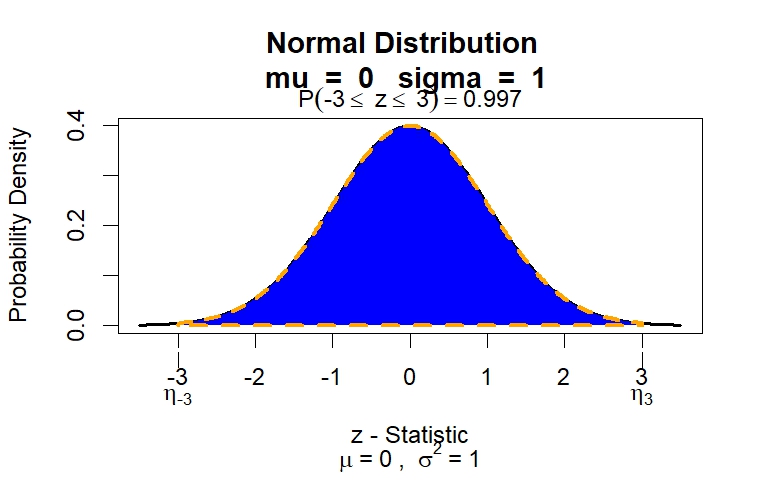 Normal Distribution
mu = 0 sigma = 1
P(-3 ≤ z ≤ 3) = 0.997
Probability Density
0.4
0.2
0.0
-3 -2 -1 0 1 2 3
η-3 η3
z - Statistic
μ = 0 , σ² = 1